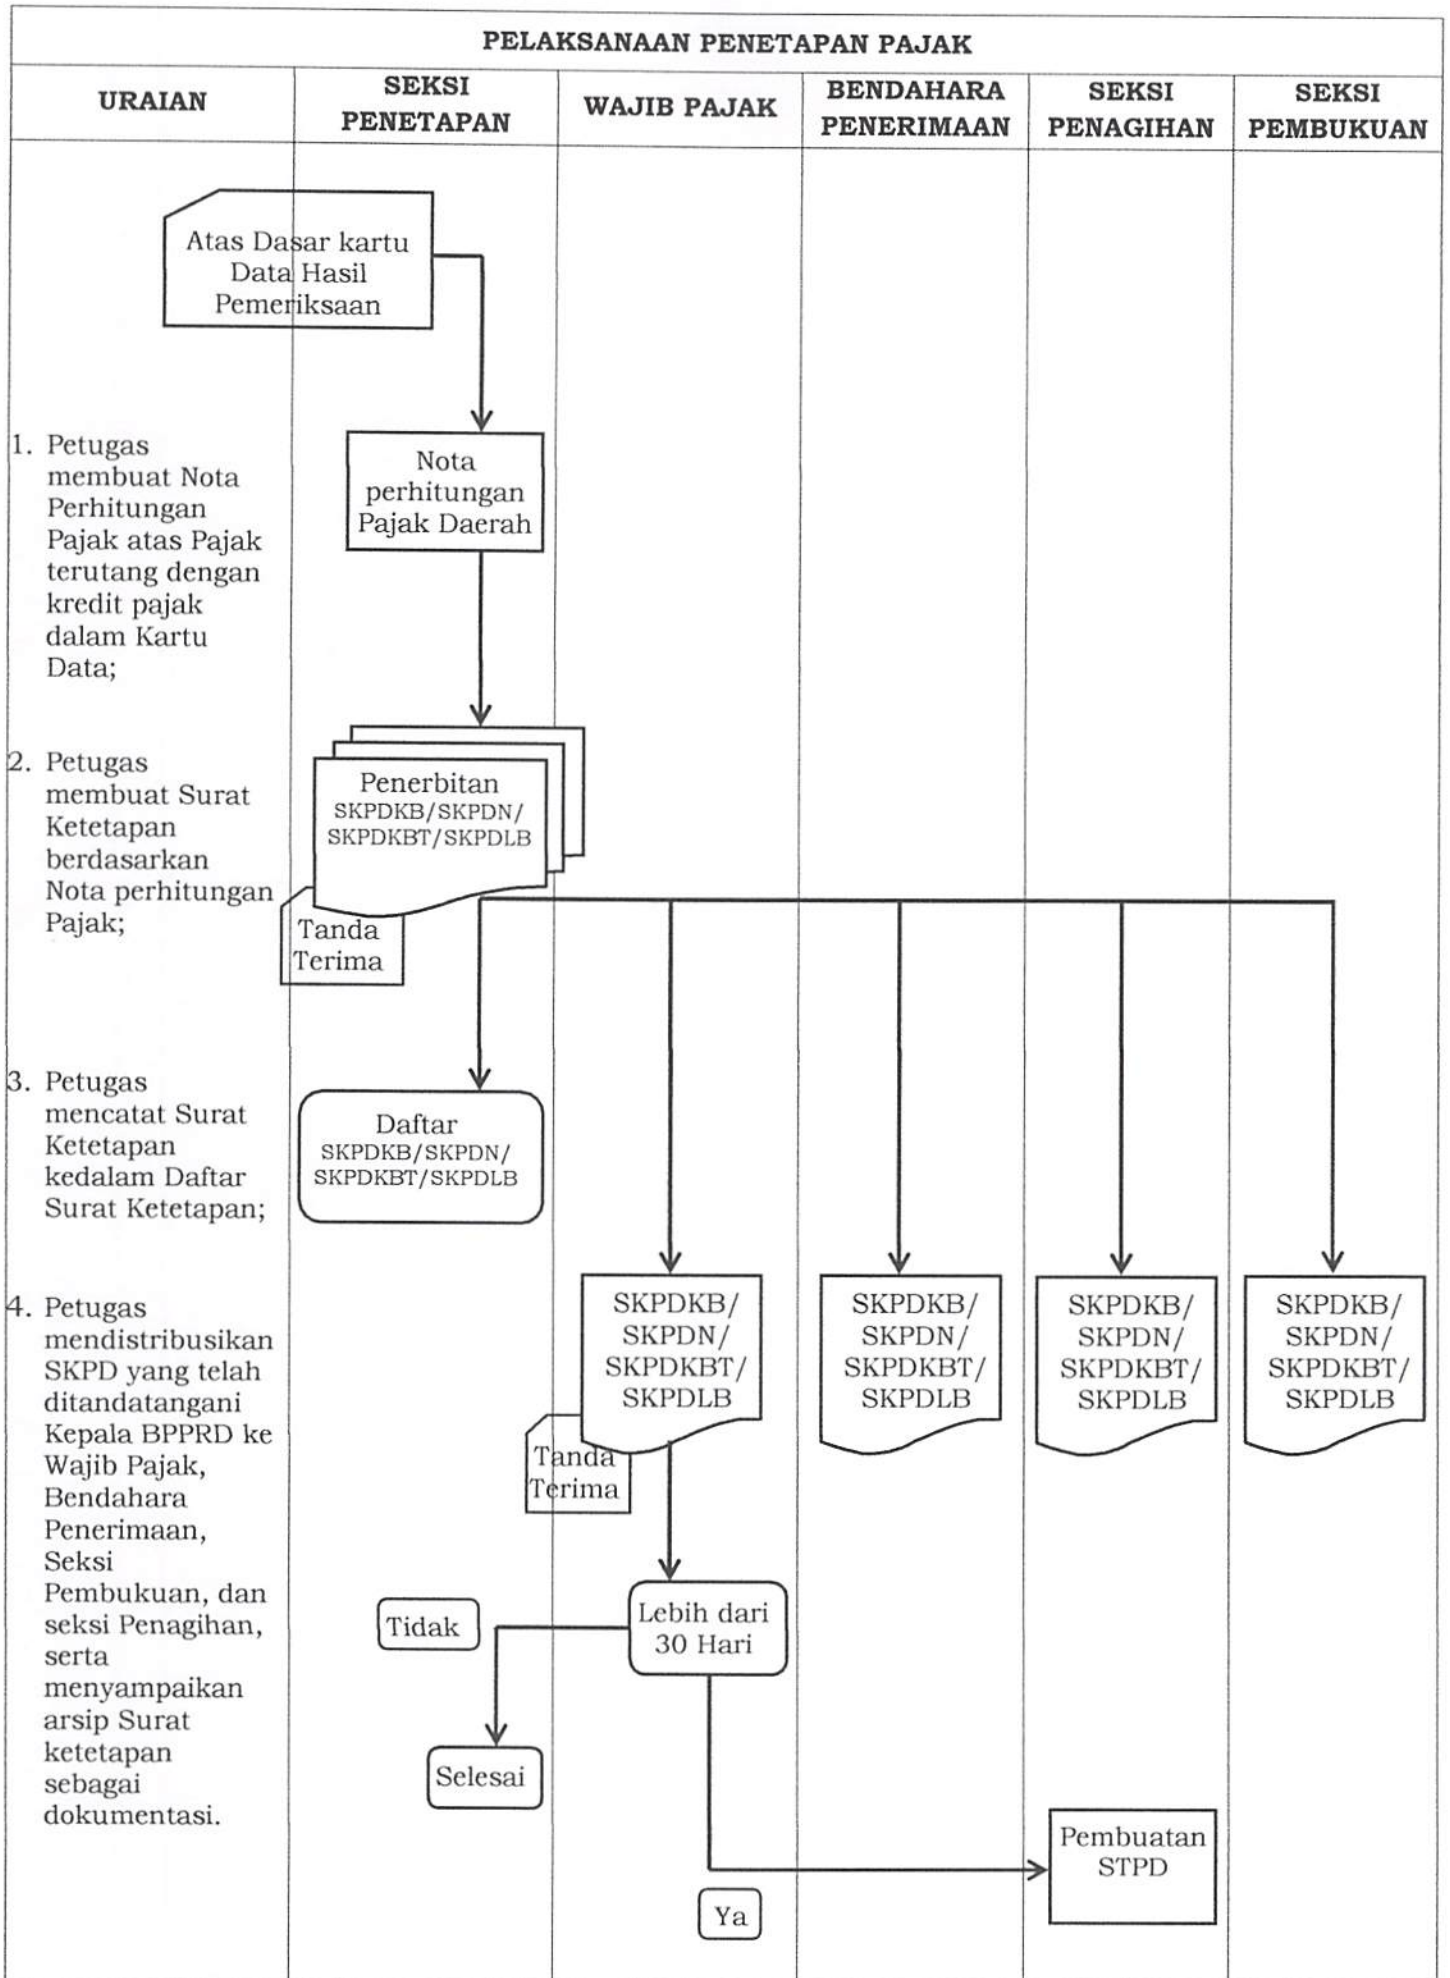 PELAKSANAAN PENETAPAN PAJAK
URAIAN
SEKSI
PENETAPAN
WAJIB PAJAK
BENDAHARA
PENERIMAAN
SEKSI
PENAGIHAN
SEKSI
PEMBUKUAN
Atas Dasar kartu
Data Hasil
Pemeriksaan
1. Petugas
membuat Nota
Perhitungan
Pajak atas Pajak
terutang dengan
kredit pajak
dalam Kartu
Data;
Nota
perhitungan
Pajak Daerah
2. Petugas
membuat Surat
Ketetapan
berdasarkan
Nota perhitungan
Pajak;
Penerbitan
SKPDKB/SKPDN/
SKPDKBT/SKPDLB
Tanda
Terima
3. Petugas
mencatat Surat
Ketetapan
kedalam Daftar
Surat Ketetapan;
Daftar
SKPDKB/SKPDN/
SKPDKBT/SKPDLB
4. Petugas
mendistribusikan
SKPD yang telah
ditandatangani
Kepala BPPRD ke
Wajib Pajak,
Bendahara
Penerimaan,
Seksi
Pembukuan, dan
seksi Penagihan,
serta
menyampaikan
arsip Surat
ketetapan
sebagai
dokumentasi.
SKPDKB/
SKPDN/
SKPDKBT/
SKPDLB
Tanda
Terima
SKPDKB/
SKPDN/
SKPDKBT/
SKPDLB
SKPDKB/
SKPDN/
SKPDKBT/
SKPDLB
SKPDKB/
SKPDN/
SKPDKBT/
SKPDLB
Lebih dari
30 Hari
Tidak
Selesai
Pembuatan
STPD
Ya